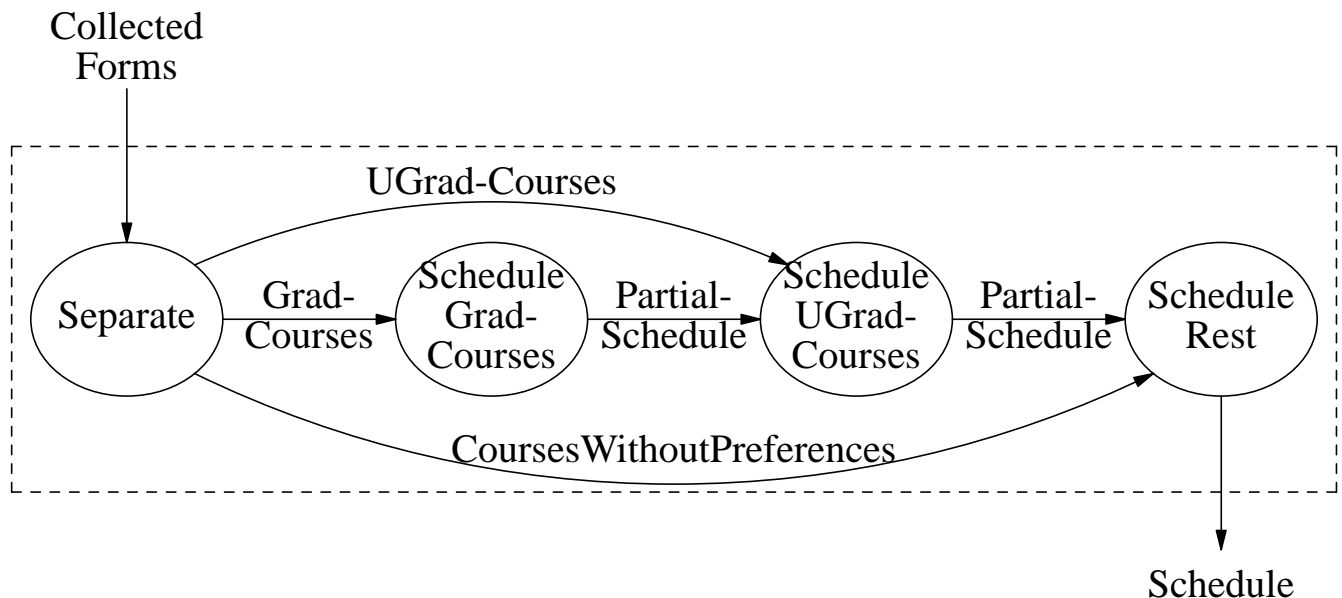 Collected
Forms
UGrad-Courses
Separate
Grad-
Courses
Schedule
Grad-
Courses
Partial-
Schedule
Schedule
UGrad-
Courses
Partial-
Schedule
Schedule
Rest
CoursesWithoutPreferences
Schedule